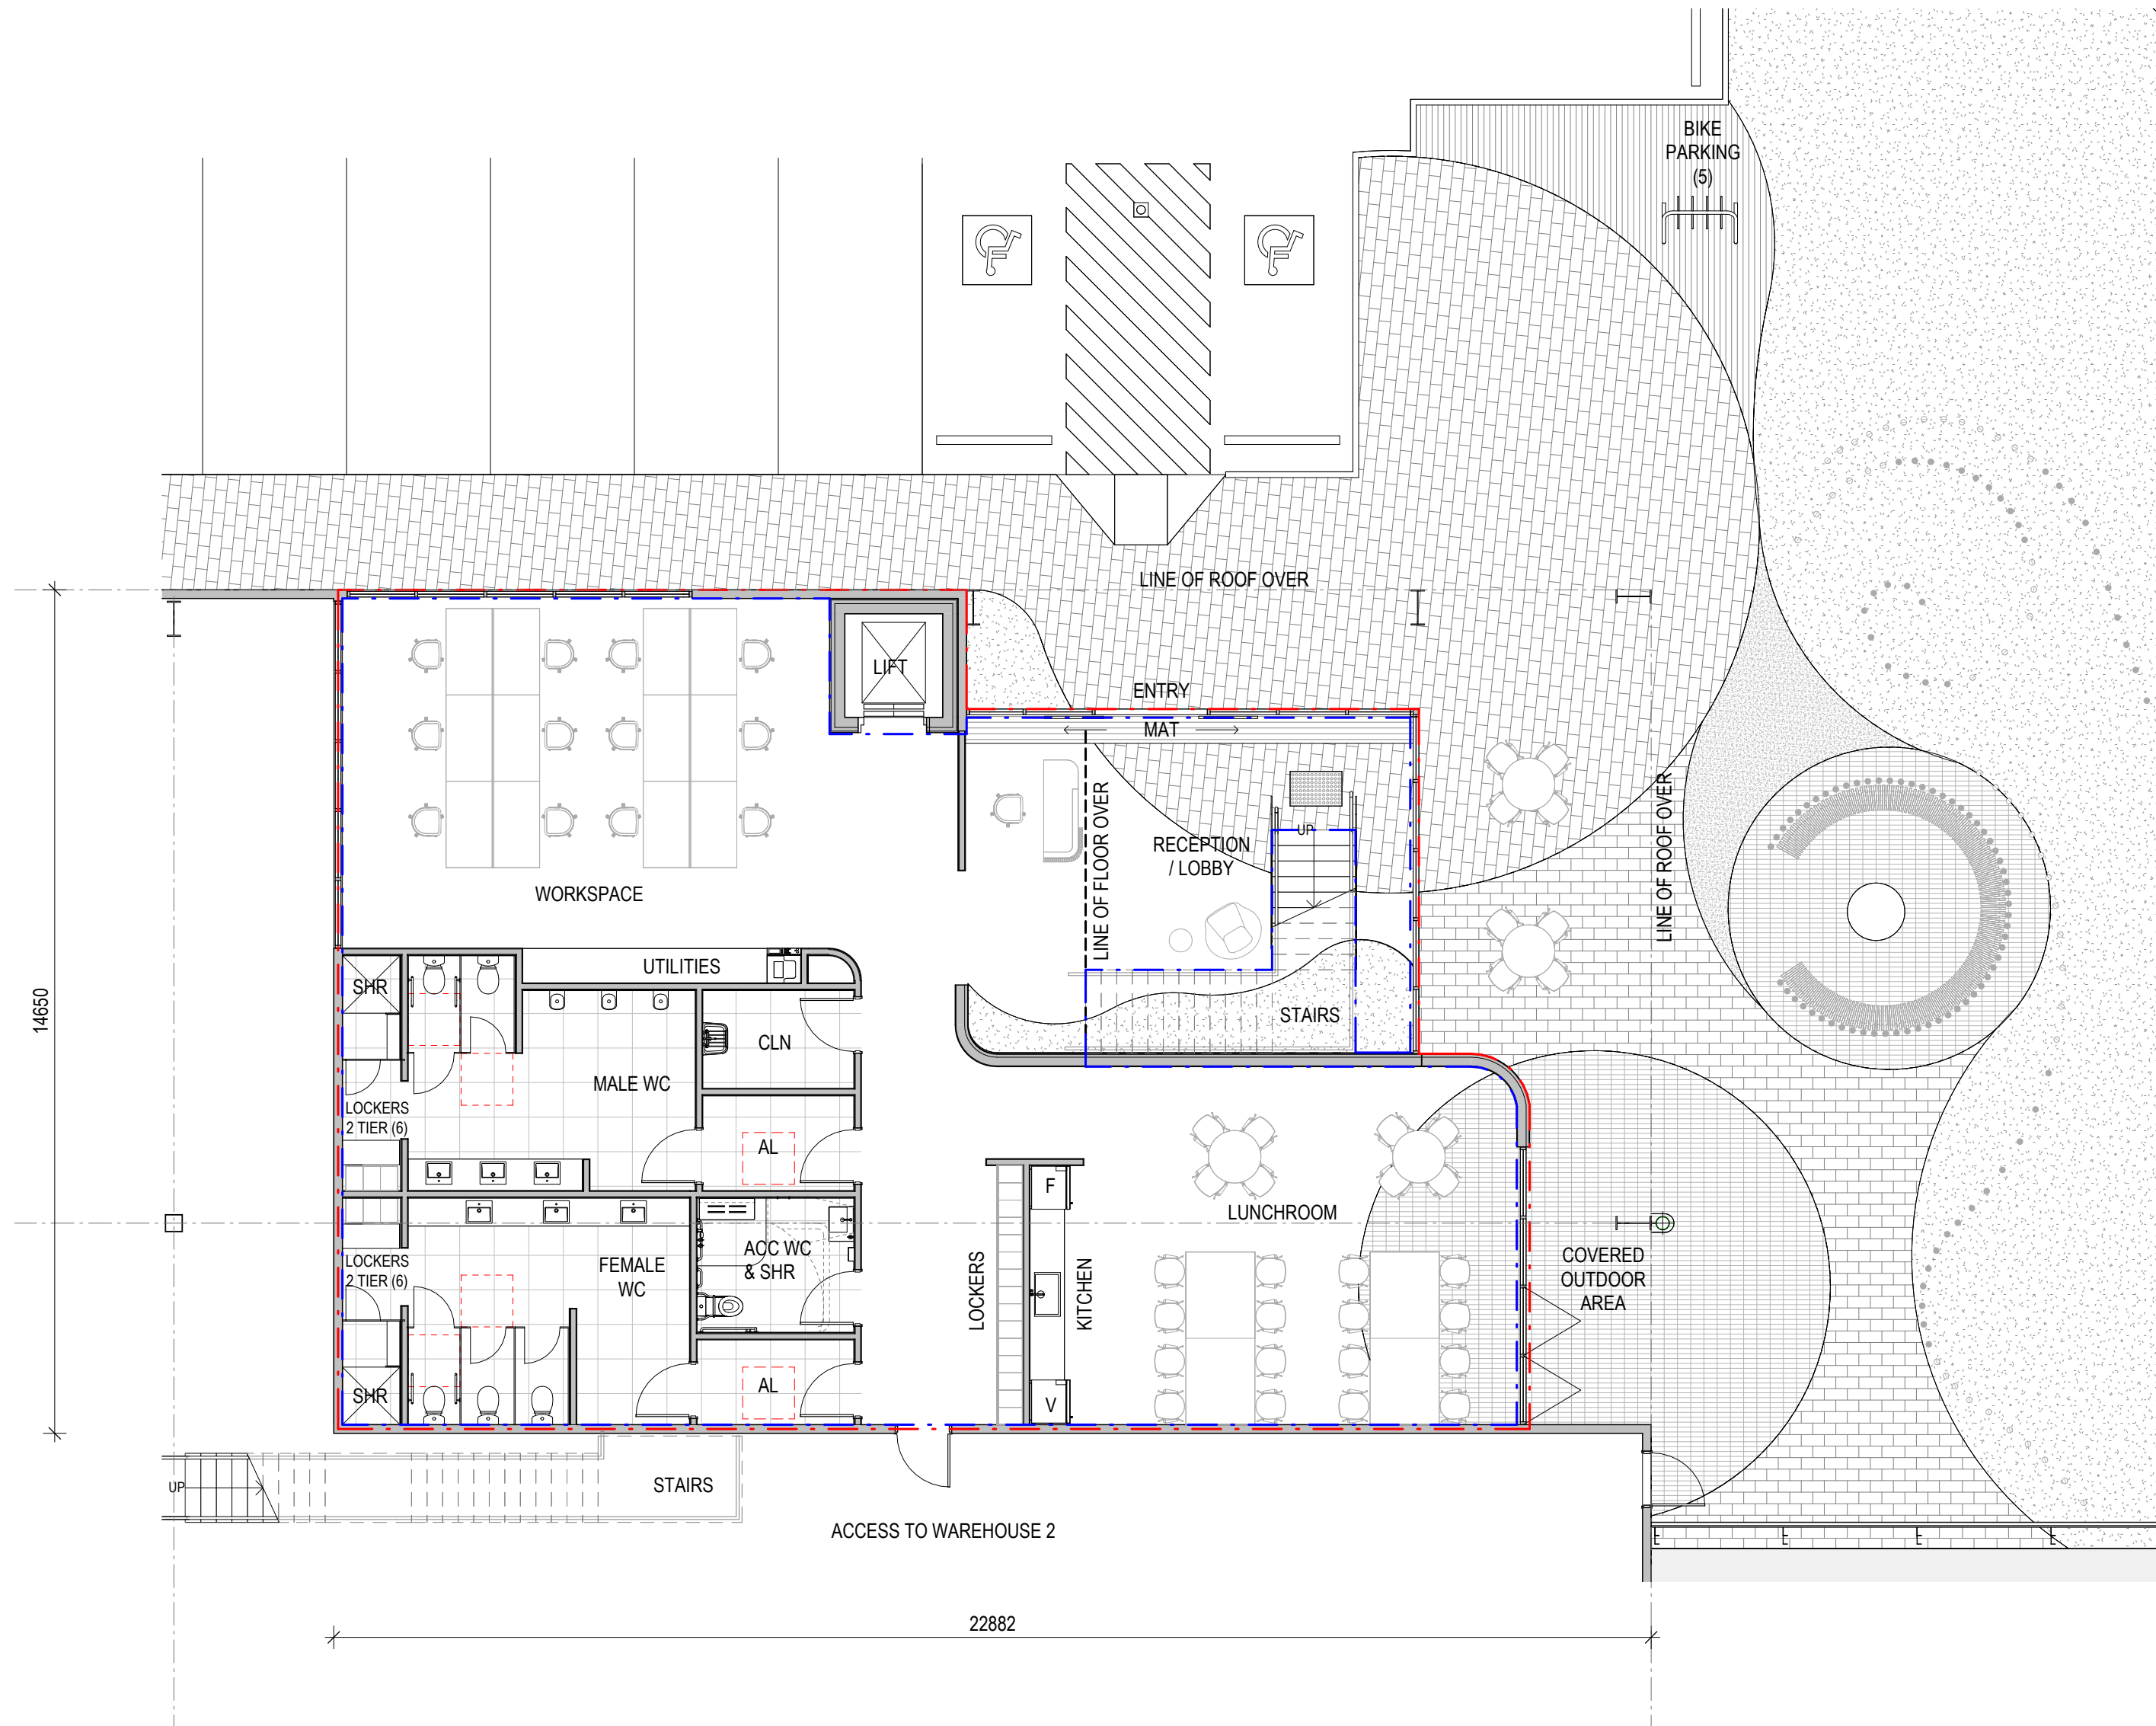 BIKE
PARKING
(5)
LINE OF ROOF OVER
LIFT
ENTRY
MAT
LINE OF FLOOR OVER
UP
RECEPTION
/ LOBBY
LINE OF ROOF OVER
WORKSPACE
UTILITIES
SHR
STAIRS
CLN
14650
MALE WC
LOCKERS
2 TIER (6)
AL
F
LUNCHROOM
ACC WC
& SHR
LOCKERS
KITCHEN
COVERED
OUTDOOR
AREA
LOCKERS
2 TIER (6)
FEMALE
WC
AL
SHR
V
UP
STAIRS
ACCESS TO WAREHOUSE 2
22882